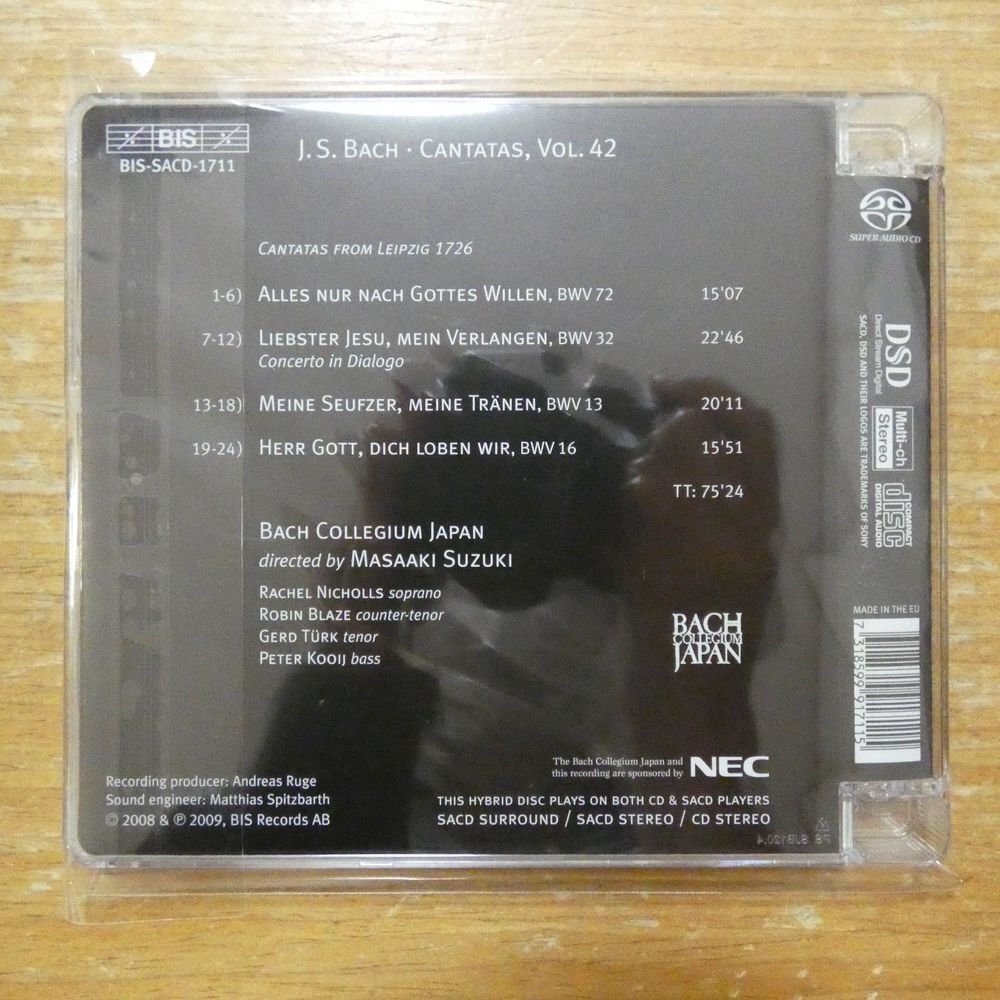 BIS
BIS-SACD-1711
J. S. Bach · Cantatas, Vol. 42
Cantatas from Leipzig 1726
1-6) Alles nur nach Gottes Willen, BWV 72 15'07
7-12) Liebster Jesu, mein Verlangen, BWV 32 22'46
Concerto in Dialogo
13-18) Meine Seufzer, meine Tränen, BWV 13 20'11
19-24) Herr Gott, dich loben wir, BWV 16 15'51
TT: 75'24
Bach Collegium Japan
directed by Masaaki Suzuki
Rachel Nicholls soprano
Robin Blaze counter-tenor
Gerd Türk tenor
Peter Kooij bass
BACH
COLLEGIUM
JAPAN
The Bach Collegium Japan and
this recording are sponsored by NEC
Recording producer: Andreas Ruge
Sound engineer: Matthias Spitzbarth
© 2008 & ℗ 2009, BIS Records AB
THIS HYBRID DISC PLAYS ON BOTH CD & SACD PLAYERS
SACD SURROUND / SACD STEREO / CD STEREO
SUPER AUDIO CD
DSD
Direct Stream Digital
SACD, DSD AND THEIR LOGOS ARE TRADEMARKS OF SONY
Multi-ch
Stereo
COMPACT
disc
DIGITAL AUDIO
MADE IN THE EU
7 318599 917115